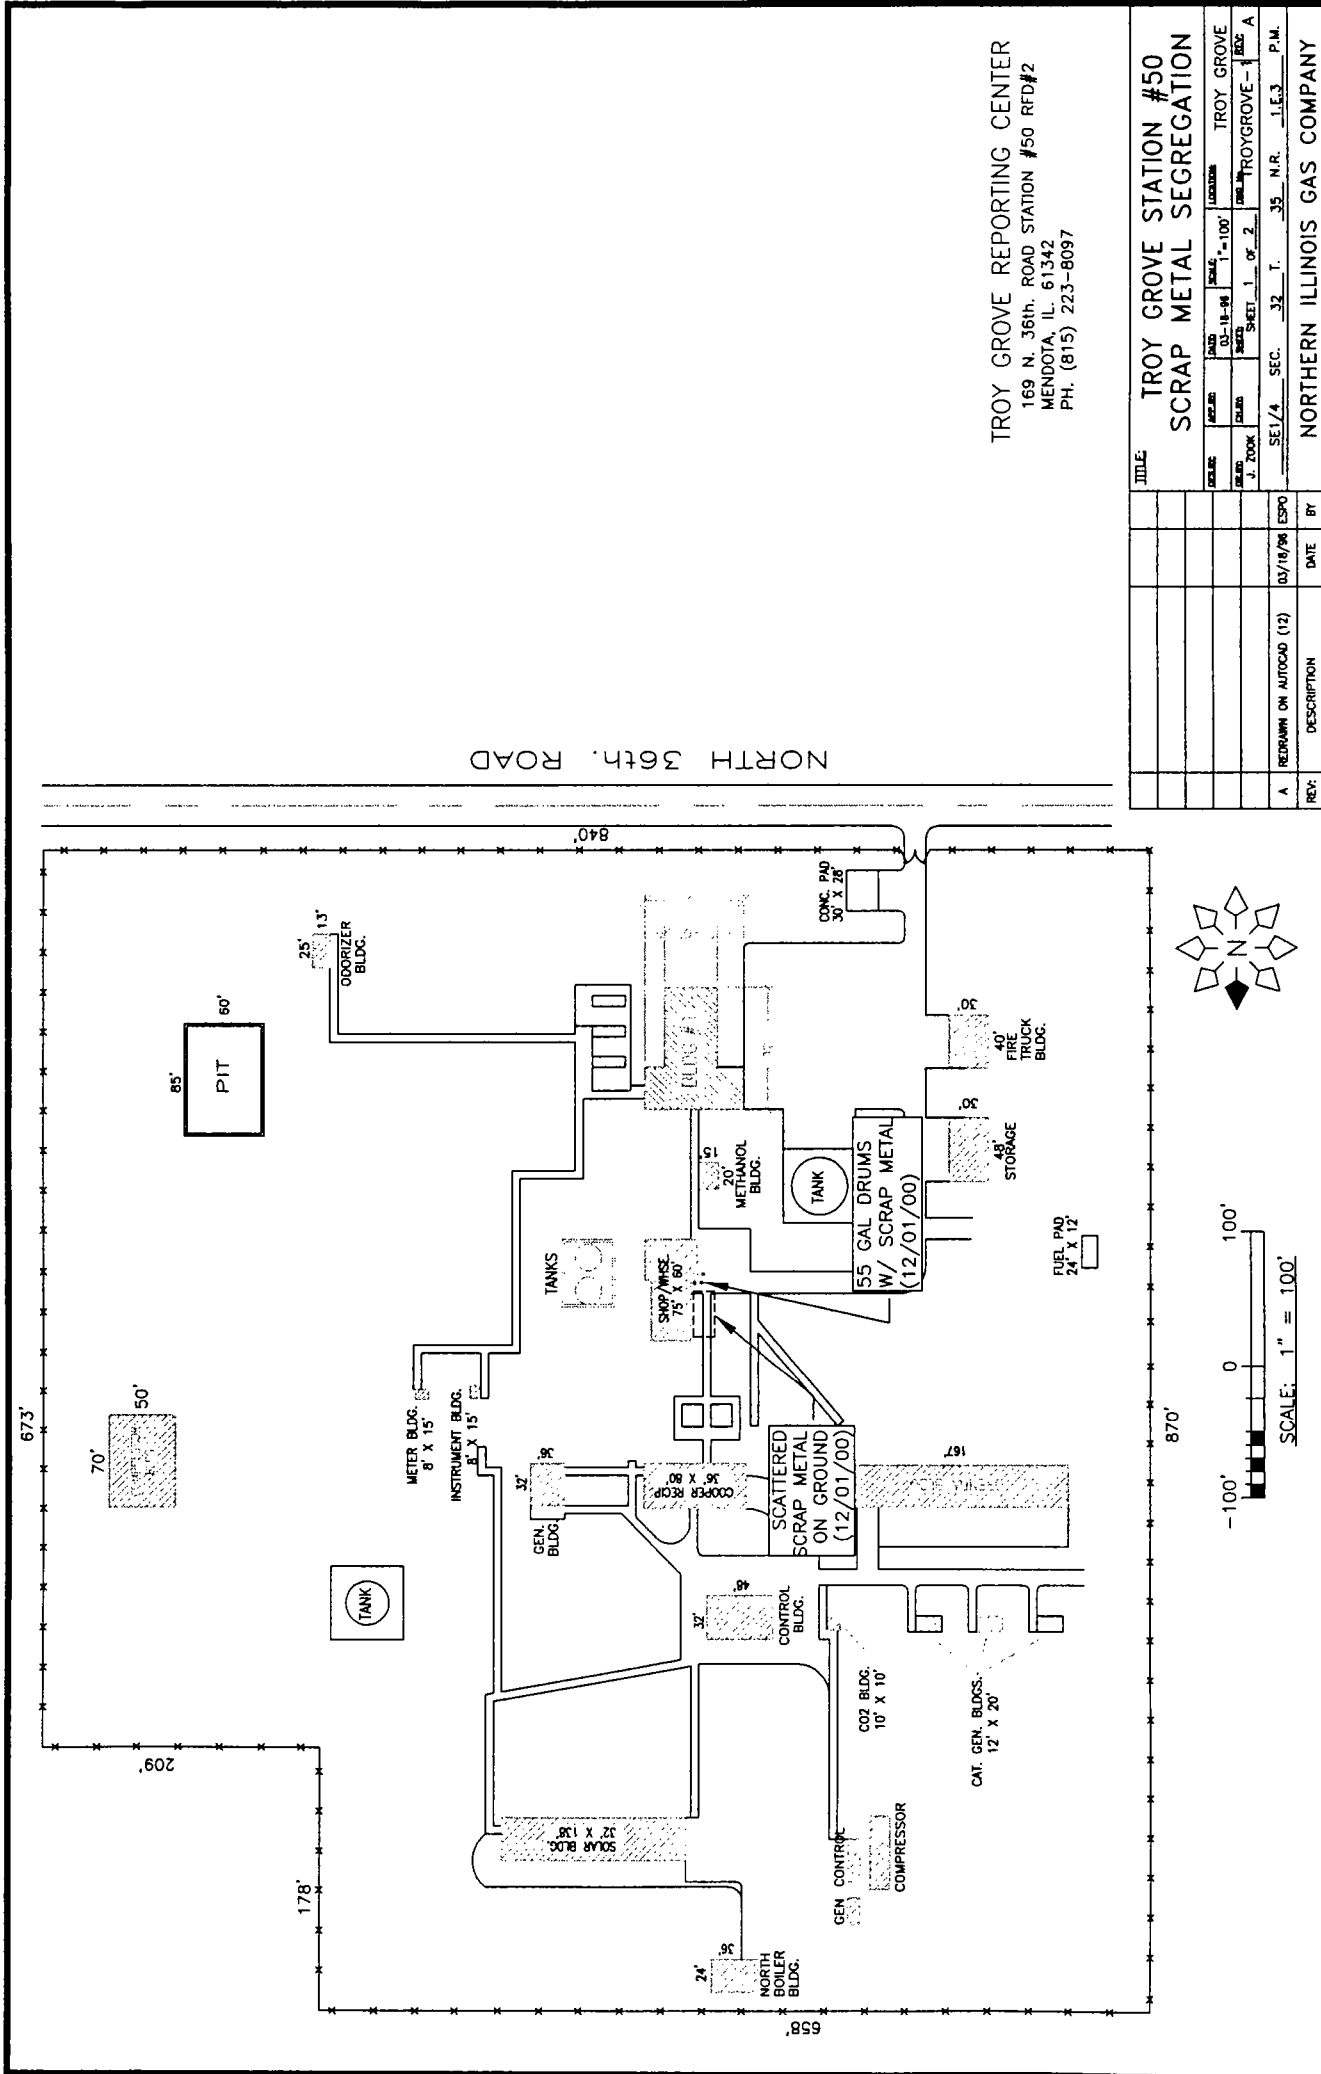 673'
70'
50'
TANK
209'
178'
85'
60'
PIT
25'
13'
ODORIZER
BLDG.
METER BLDG.
8' X 15'
INSTRUMENT BLDG.
8' X 15'
TANKS
32'
36'
GEN.
BLDG.
SOLAR BLDG.
32' X 138'
COOPER RECIP
36' X 80'
SHOP/WHSE
75' X 60'
15'
20'
METHANOL
BLDG.
BLDG #1
32'
48'
CONTROL
BLDG.
24'
36'
NORTH
BOILER
BLDG.
SCATTERED
SCRAP METAL
ON GROUND
(12/01/00)
55 GAL DRUMS
W/ SCRAP METAL
(12/01/00)
TANK
CONC. PAD
30' X 28'
GEN CONTROL
COMPRESSOR
CO2 BLDG.
10' X 10'
CAT. GEN. BLDGS.
12' X 20'
167'
30'
48'
STORAGE
30'
40'
FIRE
TRUCK
BLDG.
FUEL PAD
24' X 12'
658'
840'
870'
NORTH 36th. ROAD
N
-100'
0
100'
SCALE: 1" = 100'
TROY GROVE REPORTING CENTER
169 N. 36th. ROAD STATION #50 RFD#2
MENDOTA, IL. 61342
PH. (815) 223-8097
TITLE:
TROY GROVE STATION #50
SCRAP METAL SEGREGATION
DATE:
03-18-96
SCALE:
1"=100'
LOCATION:
TROY GROVE
J. ZOOK
SHEET 1 OF 2
TROYGROVE-1
REV:
A
SE1/4 SEC. 32 T. 35 N.R. 1.E.3 P.M.
NORTHERN ILLINOIS GAS COMPANY
A REDRAWN ON AUTOCAD (12) 03/18/96 ESPO
REV: DESCRIPTION DATE BY